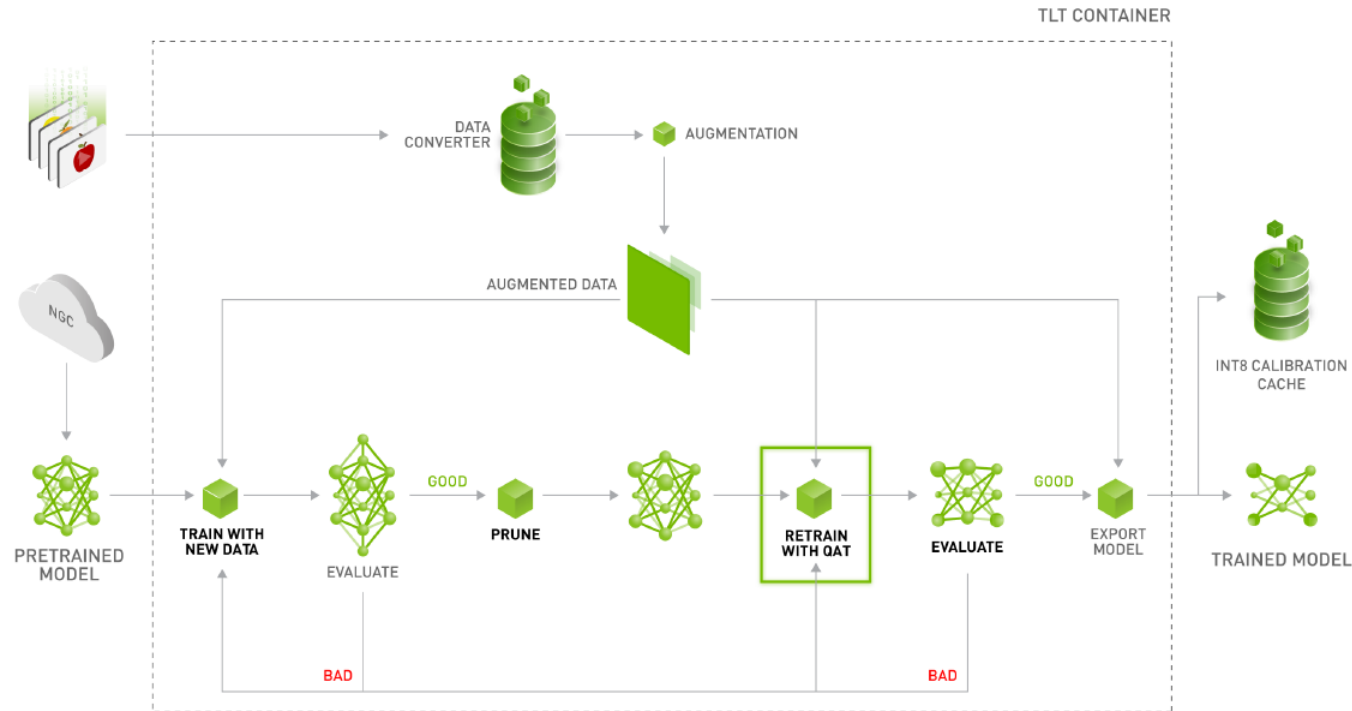 TLT CONTAINER
DATA
CONVERTER
AUGMENTATION
NGC
AUGMENTED DATA
INT8 CALIBRATION
CACHE
GOOD
GOOD
PRETRAINED
MODEL
TRAIN WITH
NEW DATA
EVALUATE
PRUNE
RETRAIN
WITH QAT
EVALUATE
EXPORT
MODEL
TRAINED MODEL
BAD
BAD